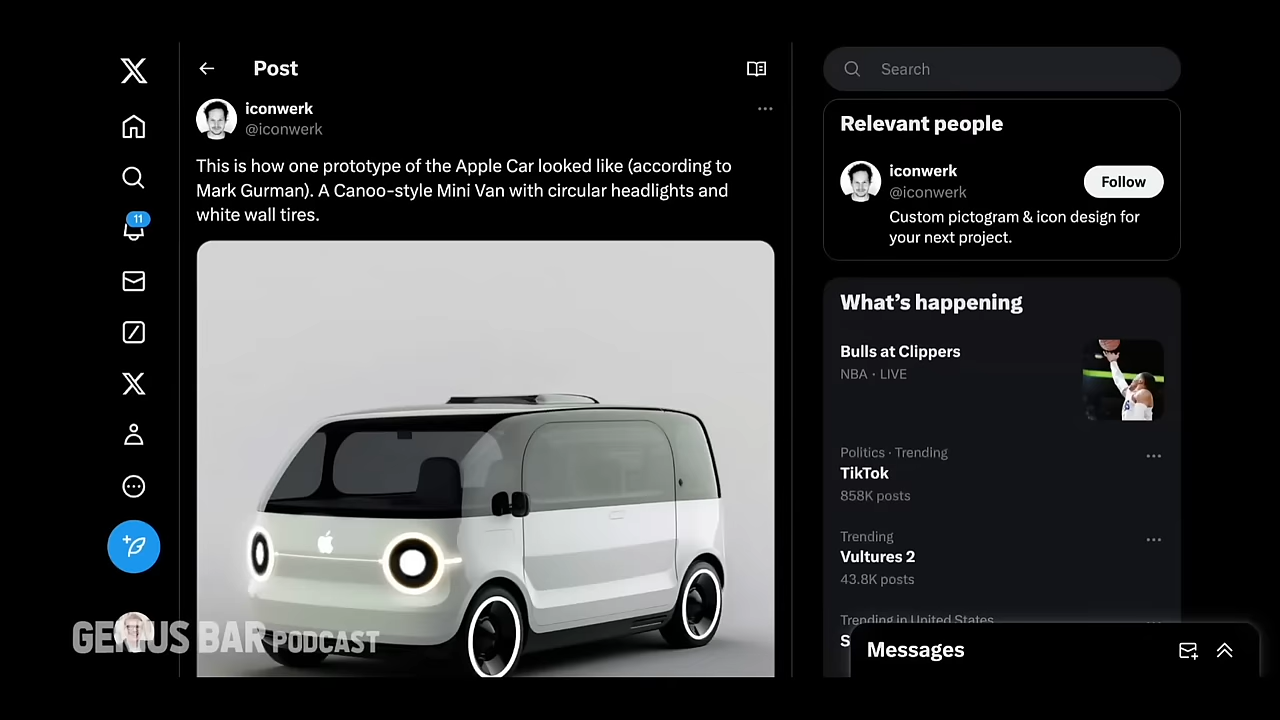 Post
iconwerk
@iconwerk
This is how one prototype of the Apple Car looked like (according to
Mark Gurman). A Canoo-style Mini Van with circular headlights and
white wall tires.
11
Search
Relevant people
iconwerk
@iconwerk
Follow
Custom pictogram & icon design for
your next project.
What’s happening
Bulls at Clippers
NBA · LIVE
Politics · Trending
TikTok
858K posts
Trending
Vultures 2
43.8K posts
Trending in United States
S
Messages
GENIUS BAR PODCAST